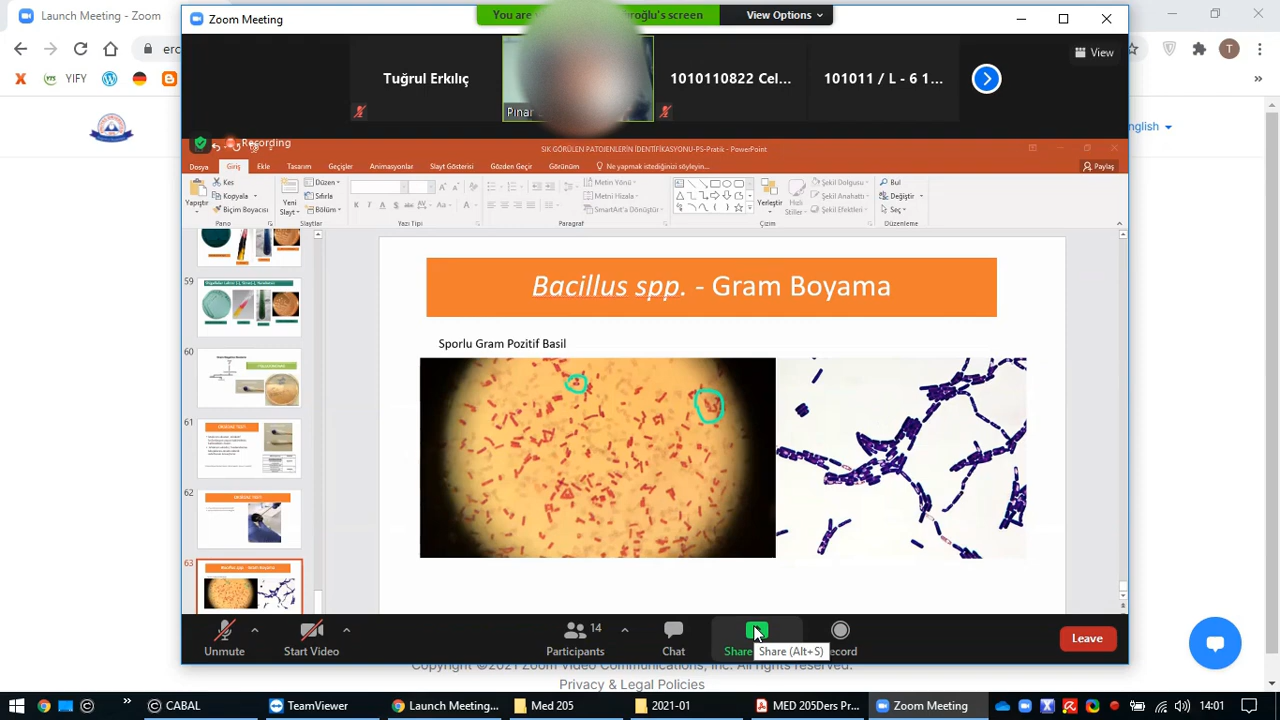 Launch Meeting - Zoom
Zoom Meeting
You are
roğlu's screen
View Options
YIFY
English
View
Tuğrul Erkılıç
Pınar
1010110822 Cel...
101011 / L - 6 1...
Recording
SIK GÖRÜLEN PATOJENLERİN İDENTİFİKASYONU-PS-Pratik - PowerPoint
Dosya Giriş Ekle Tasarım Geçişler Animasyonlar Slayt Gösterisi Gözden Geçir Görünüm Ne yapmak istediğinizi söyleyin...
Paylaş
Yapıştır
Kes
Kopyala
Biçim Boyacısı
Pano
Yeni
Slayt
Düzen
Sıfırla
Bölüm
Slaytlar
Yazı Tipi
Metin Yönü
Metni Hizala
SmartArt'a Dönüştür
Paragraf
Yerleştir
Hızlı
Stiller
Şekil Dolgusu
Şekil Anahattı
Şekil Efektleri
Çizim
Bul
Değiştir
Seç
Düzenleme
59
60
61
62
63
Bacillus spp. - Gram Boyama
Bacillus spp. - Gram Boyama
Sporlu Gram Pozitif Basil
Unmute
Start Video
14
Participants
Chat
Share
Share (Alt+S)
ecord
Leave
Copyright ©2021 Zoom Video Communications, Inc. All rights reserved.
Privacy & Legal Policies
CABAL
TeamViewer
Launch Meeting...
Med 205
2021-01
MED 205Ders Pr...
Zoom Meeting
14:01